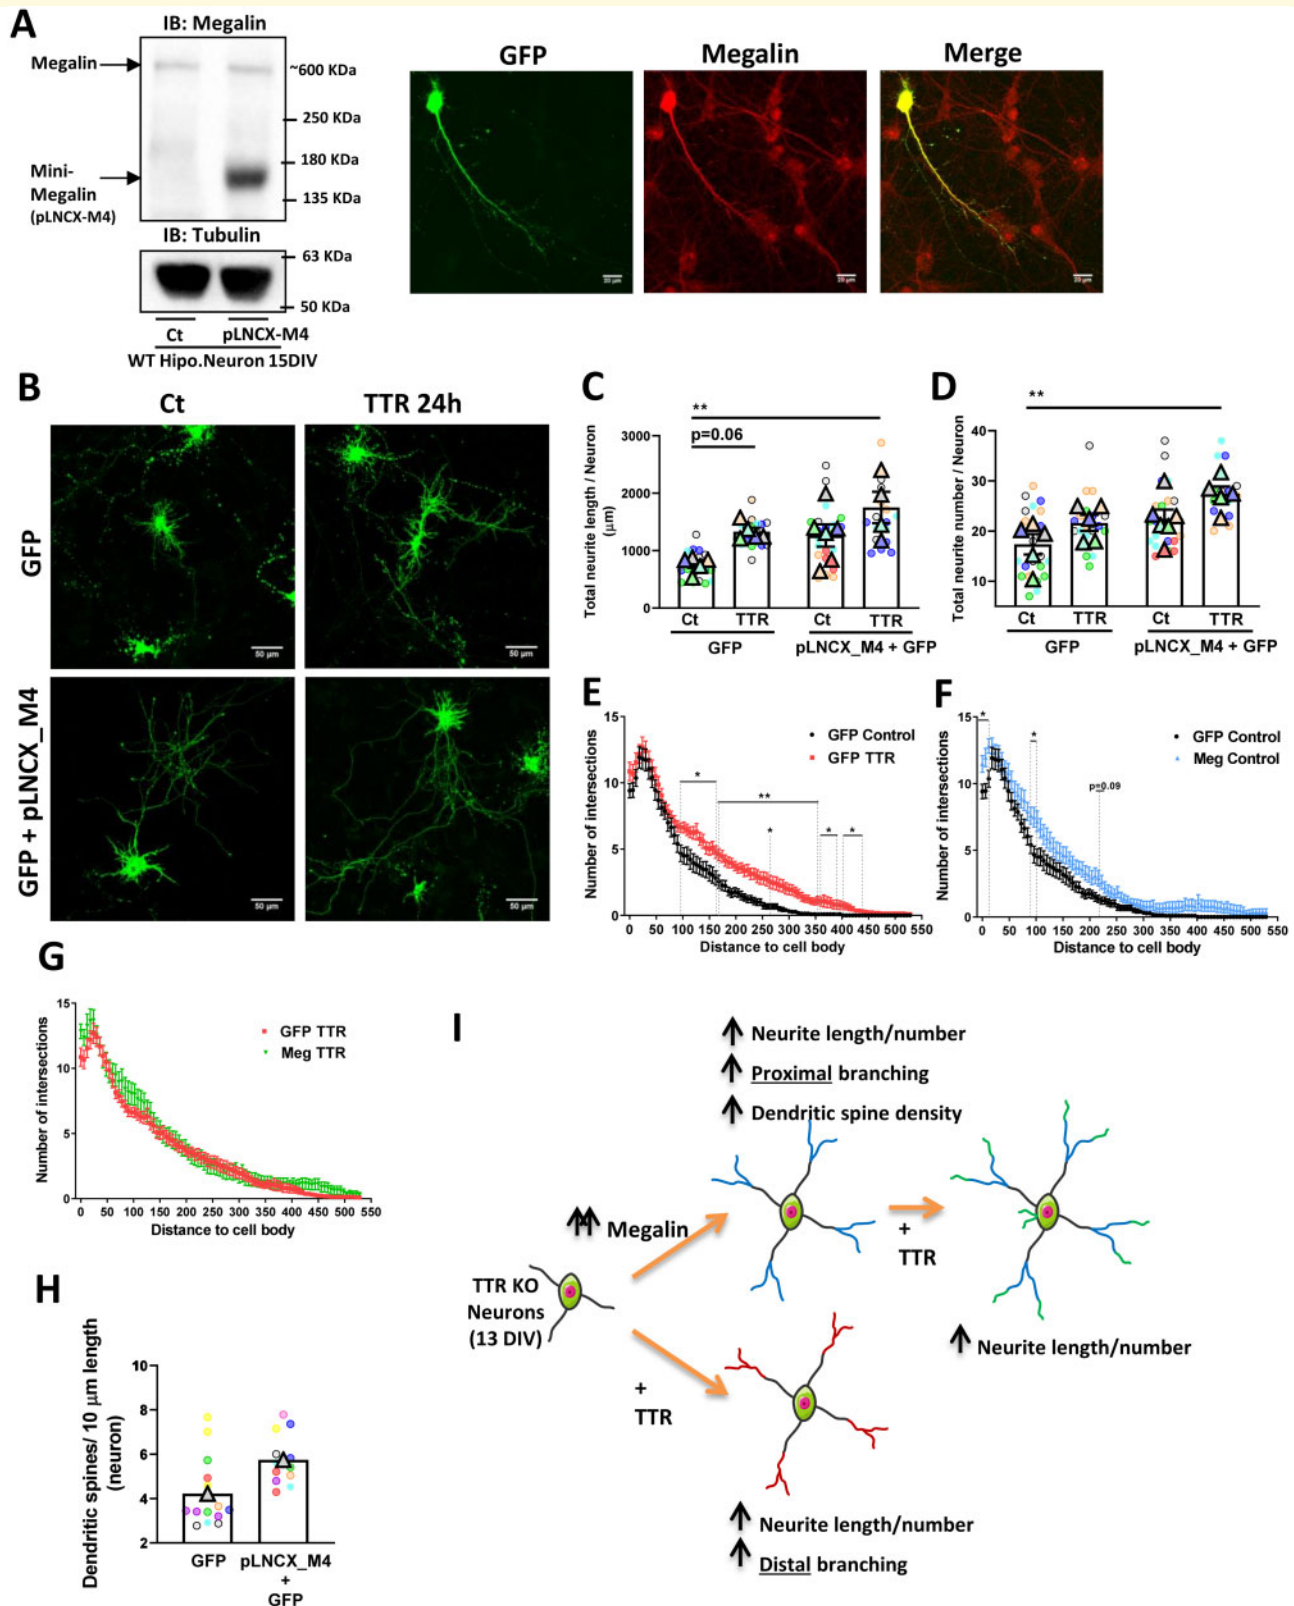 A
IB: Megalin
Megalin
~600 KDa
250 KDa
180 KDa
Mini-
Megalin
(pLNCX-M4)
135 KDa
IB: Tubulin
63 KDa
50 KDa
Ct
pLNCX-M4
WT Hipo.Neuron 15DIV
GFP
Megalin
Merge
20 µm
20 µm
20 µm
B
Ct
TTR 24h
GFP
GFP + pLNCX_M4
50 µm
50 µm
50 µm
50 µm
C
**
p=0.06
Total neurite length / Neuron
(µm)
3000
2000
1000
0
Ct
TTR
Ct
TTR
GFP
pLNCX_M4 + GFP
D
**
Total neurite number / Neuron
40
30
20
10
Ct
TTR
Ct
TTR
GFP
pLNCX_M4 + GFP
E
Number of intersections
15
10
5
0
GFP Control
GFP TTR
*
**
*
*
*
0 50 100 150 200 250 300 350 400 450 500 550
Distance to cell body
F
Number of intersections
15
10
5
0
GFP Control
Meg Control
*
*
p=0.09
0 50 100 150 200 250 300 350 400 450 500 550
Distance to cell body
G
Number of intersections
15
10
5
0
GFP TTR
Meg TTR
0 50 100 150 200 250 300 350 400 450 500 550
Distance to cell body
H
Dendritic spines/ 10 µm length
(neuron)
10
8
6
4
2
GFP
pLNCX_M4
+
GFP
I
Neurite length/number
Proximal branching
Dendritic spine density
Megalin
TTR KO
Neurons
(13 DIV)
+
TTR
Neurite length/number
+
TTR
Neurite length/number
Distal branching